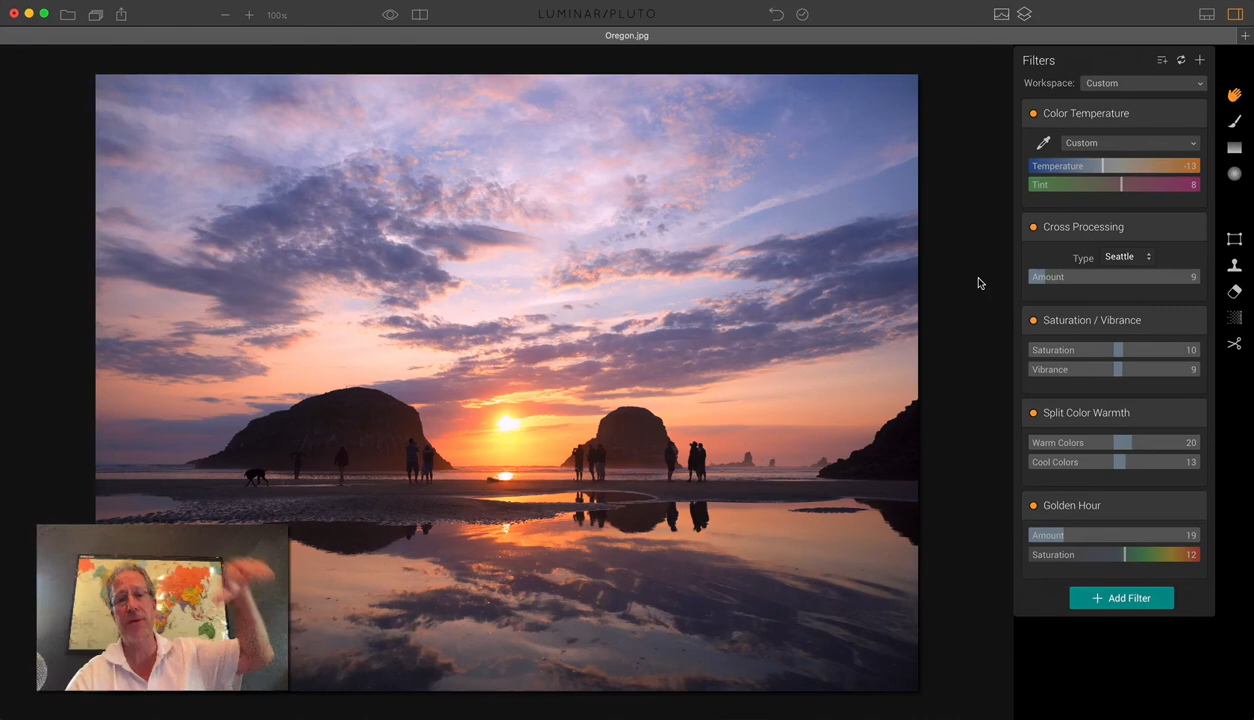 100%
LUMINAR/PLUTO
Oregon.jpg
Filters
Workspace: Custom
Color Temperature
Custom
Temperature -13
Tint 8
Cross Processing
Type Seattle
Amount 9
Saturation / Vibrance
Saturation 10
Vibrance 9
Split Color Warmth
Warm Colors 20
Cool Colors 13
Golden Hour
Amount 19
Saturation 12
+ Add Filter